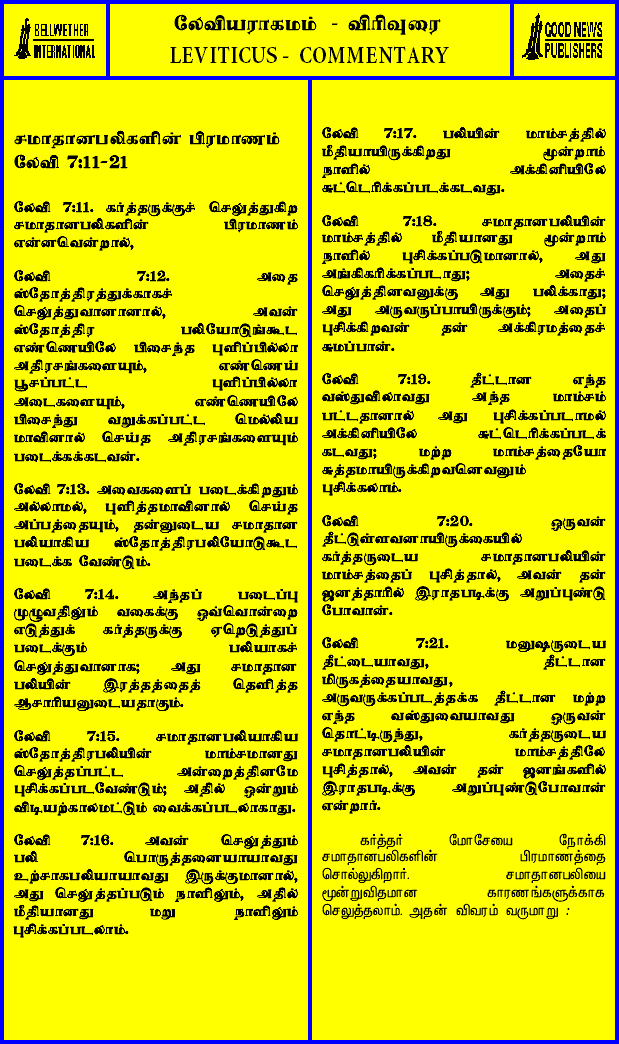 BELLWETHER
INTERNATIONAL
லேவியராகமம் - விரிவுரை
LEVITICUS - COMMENTARY
GOOD NEWS
PUBLISHERS
சமாதானபலிகளின் பிரமாணம்
லேவி 7:11-21
லேவி 7:11. கர்த்தருக்குச் செலுத்துகிற
சமாதானபலிகளின் பிரமாணம்
என்னவென்றால்,
லேவி 7:12. அதை
ஸ்தோத்திரத்துக்காகச்
செலுத்துவானானால், அவன்
ஸ்தோத்திர பலியோடுங்கூட
எண்ணெயிலே பிசைந்த புளிப்பில்லா
அதிரசங்களையும், எண்ணெய்
பூசப்பட்ட புளிப்பில்லா
அடைகளையும், எண்ணெயிலே
பிசைந்து வறுக்கப்பட்ட மெல்லிய
மாவினால் செய்த அதிரசங்களையும்
படைக்கக்கடவன்.
லேவி 7:13. அவைகளைப் படைக்கிறதும்
அல்லாமல், புளித்தமாவினால் செய்த
அப்பத்தையும், தன்னுடைய சமாதான
பலியாகிய ஸ்தோத்திரபலியோடுகூட
படைக்க வேண்டும்.
லேவி 7:14. அந்தப் படைப்பு
முழுவதிலும் வகைக்கு ஒவ்வொன்றை
எடுத்துக் கர்த்தருக்கு ஏறெடுத்துப்
படைக்கும் பலியாகச்
செலுத்துவானாக; அது சமாதான
பலியின் இரத்தத்தைத் தெளித்த
ஆசாரியனுடையதாகும்.
லேவி 7:15. சமாதானபலியாகிய
ஸ்தோத்திரபலியின் மாம்சமானது
செலுத்தப்பட்ட அன்றைத்தினமே
புசிக்கப்படவேண்டும்; அதில் ஒன்றும்
விடியற்காலமட்டும் வைக்கப்படலாகாது.
லேவி 7:16. அவன் செலுத்தும்
பலி பொருத்தனையாயாவது
உற்சாகபலியாயாவது இருக்குமானால்,
அது செலுத்தப்படும் நாளிலும், அதில்
மீதியானது மறு நாளிலும்
புசிக்கப்படலாம்.
லேவி 7:17. பலியின் மாம்சத்தில்
மீதியாயிருக்கிறது மூன்றாம்
நாளில் அக்கினியிலே
சுட்டெரிக்கப்படக்கடவது.
லேவி 7:18. சமாதானபலியின்
மாம்சத்தில் மீதியானது மூன்றாம்
நாளில் புசிக்கப்படுமானால், அது
அங்கிகரிக்கப்படாது; அதைச்
செலுத்தினவனுக்கு அது பலிக்காது;
அது அருவருப்பாயிருக்கும்; அதைப்
புசிக்கிறவன் தன் அக்கிரமத்தைச்
சுமப்பான்.
லேவி 7:19. தீட்டான எந்த
வஸ்துவிலாவது அந்த மாம்சம்
பட்டதானால் அது புசிக்கப்படாமல்
அக்கினியிலே சுட்டெரிக்கப்படக்
கடவது; மற்ற மாம்சத்தையோ
சுத்தமாயிருக்கிறவனெவனும்
புசிக்கலாம்.
லேவி 7:20. ஒருவன்
தீட்டுள்ளவனாயிருக்கையில்
கர்த்தருடைய சமாதானபலியின்
மாம்சத்தைப் புசித்தால், அவன் தன்
ஜனத்தாரில் இராதபடிக்கு அறுப்புண்டு
போவான்.
லேவி 7:21. மனுஷருடைய
தீட்டையாவது, தீட்டான
மிருகத்தையாவது,
அருவருக்கப்படத்தக்க தீட்டான மற்ற
எந்த வஸ்துவையாவது ஒருவன்
தொட்டிருந்து, கர்த்தருடைய
சமாதானபலியின் மாம்சத்திலே
புசித்தால், அவன் தன் ஜனங்களில்
இராதபடிக்கு அறுப்புண்டுபோவான்
என்றார்.
கர்த்தர் மோசேயை நோக்கி
சமாதானபலிகளின் பிரமாணத்தை
சொல்லுகிறார். சமாதானபலியை
மூன்றுவிதமான காரணங்களுக்காக
செலுத்தலாம். அதன் விவரம் வருமாறு :